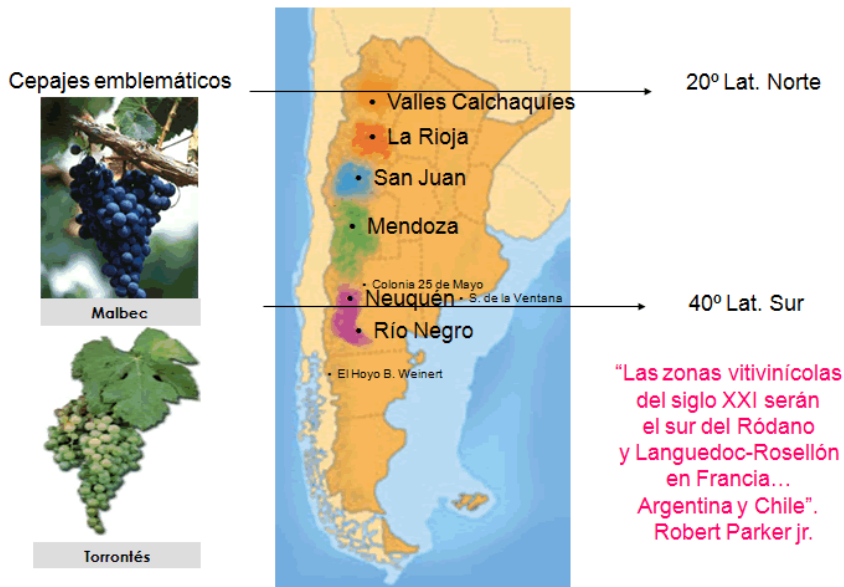 Cepajes emblemáticos
Malbec
Torrontés
Valles Calchaquíes
La Rioja
San Juan
Mendoza
Colonia 25 de Mayo
Neuquén
S. de la Ventana
Río Negro
El Hoyo B. Weinert
20º Lat. Norte
40º Lat. Sur
“Las zonas vitivinícolas
del siglo XXI serán
el sur del Ródano
y Languedoc-Rosellón
en Francia…
Argentina y Chile”.
Robert Parker jr.